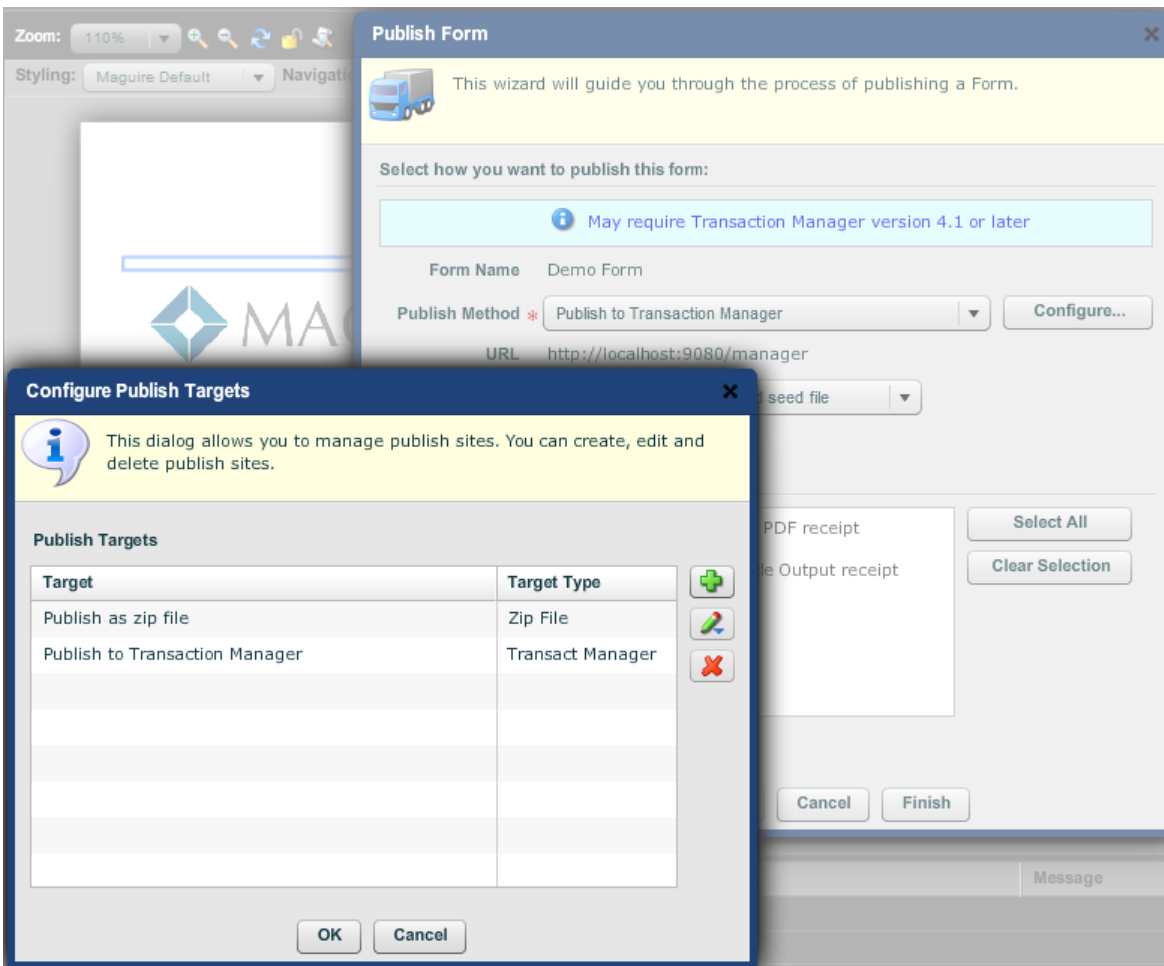 Zoom: 110%
Styling: Maguire Default Navigati
MAG
Publish Form
This wizard will guide you through the process of publishing a Form.
Select how you want to publish this form:
May require Transaction Manager version 4.1 or later
Form Name Demo Form
Publish Method * Publish to Transaction Manager Configure...
URL http://localhost:9080/manager
seed file
PDF receipt
Output receipt
Select All
Clear Selection
Cancel Finish
Message
Configure Publish Targets
This dialog allows you to manage publish sites. You can create, edit and
delete publish sites.
Publish Targets
Target Target Type
Publish as zip file Zip File
Publish to Transaction Manager Transact Manager
OK Cancel